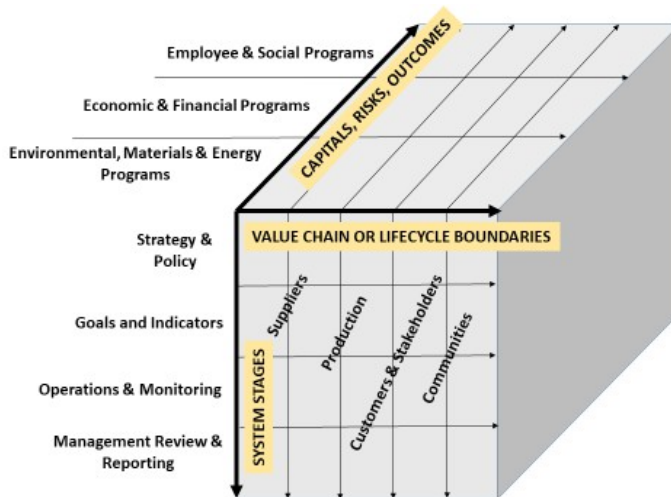 Employee & Social Programs
Economic & Financial Programs
Environmental, Materials & Energy
Programs
CAPITALS, RISKS, OUTCOMES
Strategy &
Policy
VALUE CHAIN OR LIFECYCLE BOUNDARIES
Goals and Indicators
Operations & Monitoring
Management Review &
Reporting
SYSTEM STAGES
Suppliers
Production
Customers & Stakeholders
Communities